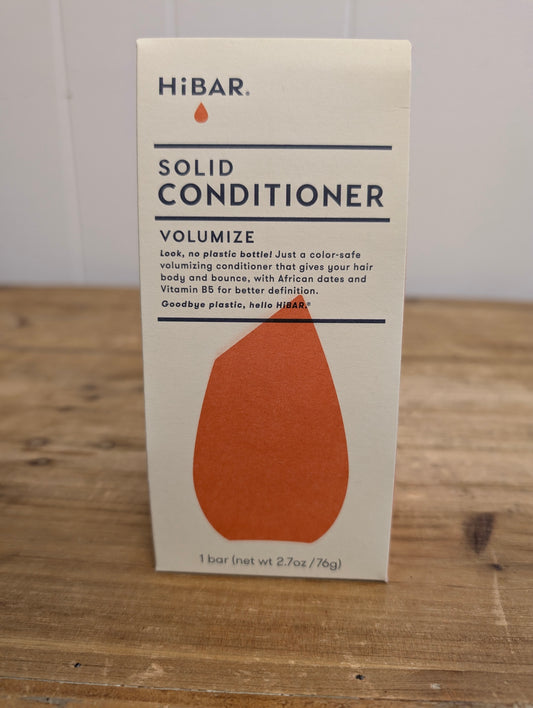 HiBAR®
SOLID
CONDITIONER
VOLUMIZE
Look, no plastic bottle! Just a color-safe
volumizing conditioner that gives your hair
body and bounce, with African dates and
Vitamin B5 for better definition.
Goodbye plastic, hello HiBAR.®
1 bar (net wt 2.7oz/76g)